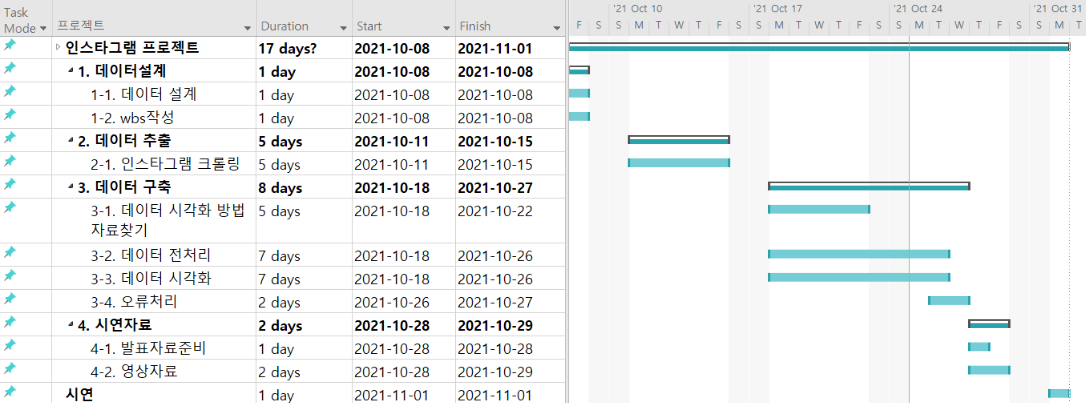 Task Mode 프로젝트 Duration Start Finish
'21 Oct 10 '21 Oct 17 '21 Oct 24 '21 Oct 31
F S S M T W T F S S M T W T F S S M T W T F S S M T
인스타그램 프로젝트 17 days? 2021-10-08 2021-11-01
1. 데이터설계 1 day 2021-10-08 2021-10-08
1-1. 데이터 설계 1 day 2021-10-08 2021-10-08
1-2. wbs작성 1 day 2021-10-08 2021-10-08
2. 데이터 추출 5 days 2021-10-11 2021-10-15
2-1. 인스타그램 크롤링 5 days 2021-10-11 2021-10-15
3. 데이터 구축 8 days 2021-10-18 2021-10-27
3-1. 데이터 시각화 방법 5 days 2021-10-18 2021-10-22
자료찾기
3-2. 데이터 전처리 7 days 2021-10-18 2021-10-26
3-3. 데이터 시각화 7 days 2021-10-18 2021-10-26
3-4. 오류처리 2 days 2021-10-26 2021-10-27
4. 시연자료 2 days 2021-10-28 2021-10-29
4-1. 발표자료준비 1 day 2021-10-28 2021-10-28
4-2. 영상자료 2 days 2021-10-28 2021-10-29
시연 1 day 2021-11-01 2021-11-01